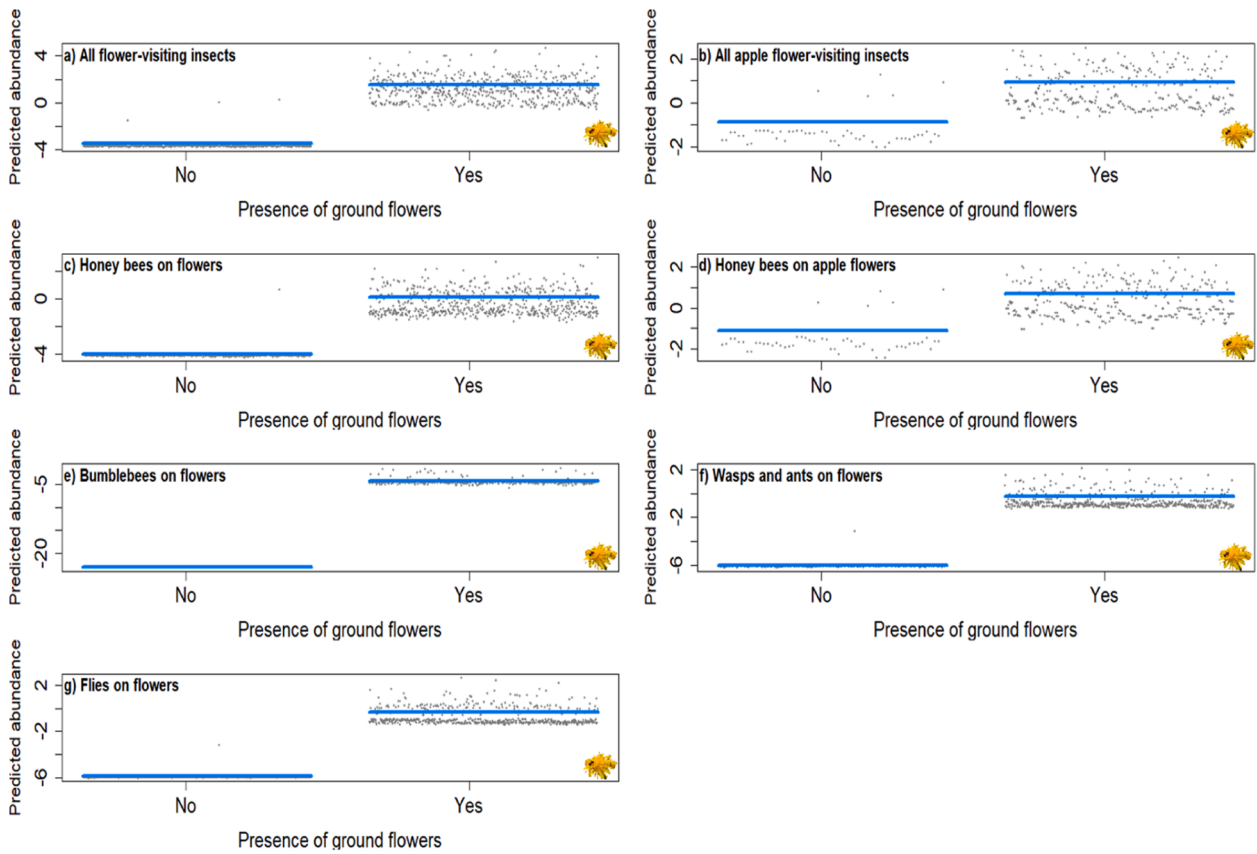 a) All flower-visiting insects
Predicted abundance
4
0
-4
No
Yes
Presence of ground flowers
b) All apple flower-visiting insects
Predicted abundance
2
0
-2
No
Yes
Presence of ground flowers
c) Honey bees on flowers
Predicted abundance
0
-4
No
Yes
Presence of ground flowers
d) Honey bees on apple flowers
Predicted abundance
2
0
-2
No
Yes
Presence of ground flowers
e) Bumblebees on flowers
Predicted abundance
-5
-20
No
Yes
Presence of ground flowers
f) Wasps and ants on flowers
Predicted abundance
2
-2
-6
No
Yes
Presence of ground flowers
g) Flies on flowers
Predicted abundance
2
-2
-6
No
Yes
Presence of ground flowers